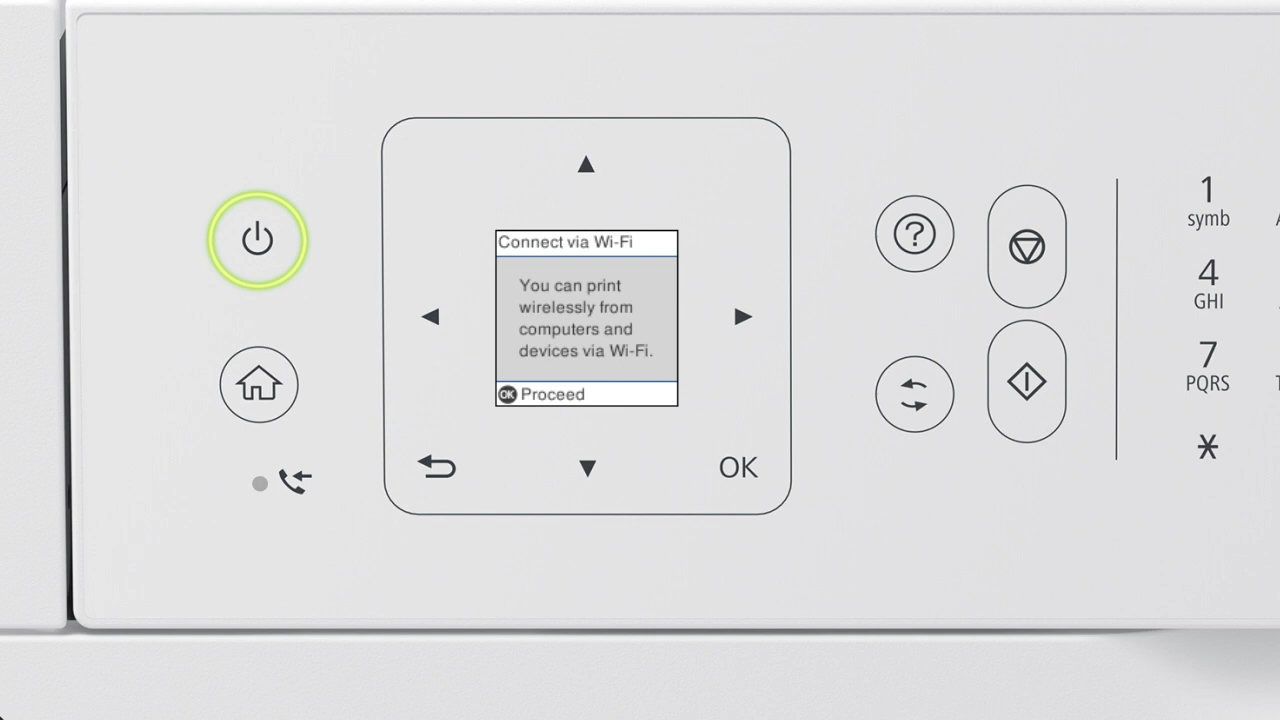 Connect via Wi-Fi
You can print
wirelessly from
computers and
devices via Wi-Fi.
OK Proceed
OK
1
symb
4
GHI
7
PQRS